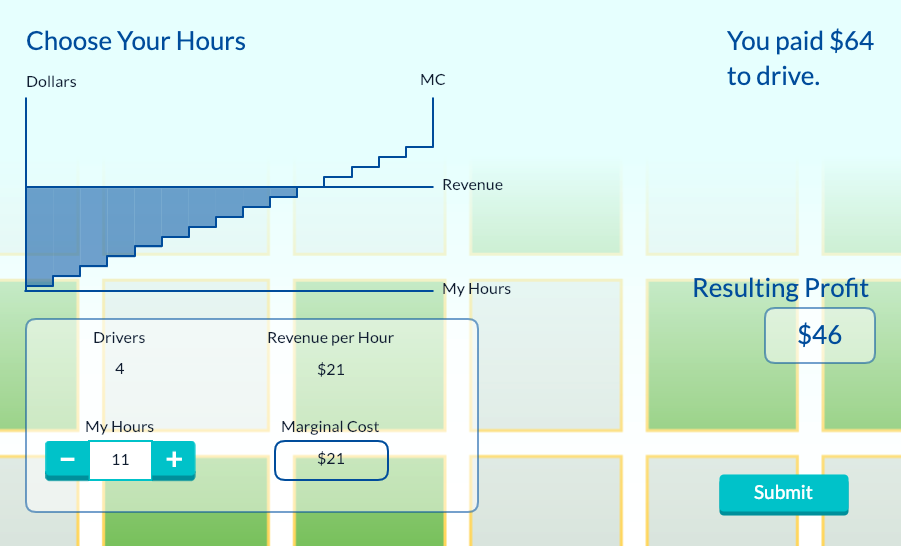 Choose Your Hours
You paid $64
to drive.
Dollars
MC
Revenue
My Hours
Resulting Profit
$46
Drivers
Revenue per Hour
4
$21
My Hours
Marginal Cost
− 11 +
$21
Submit